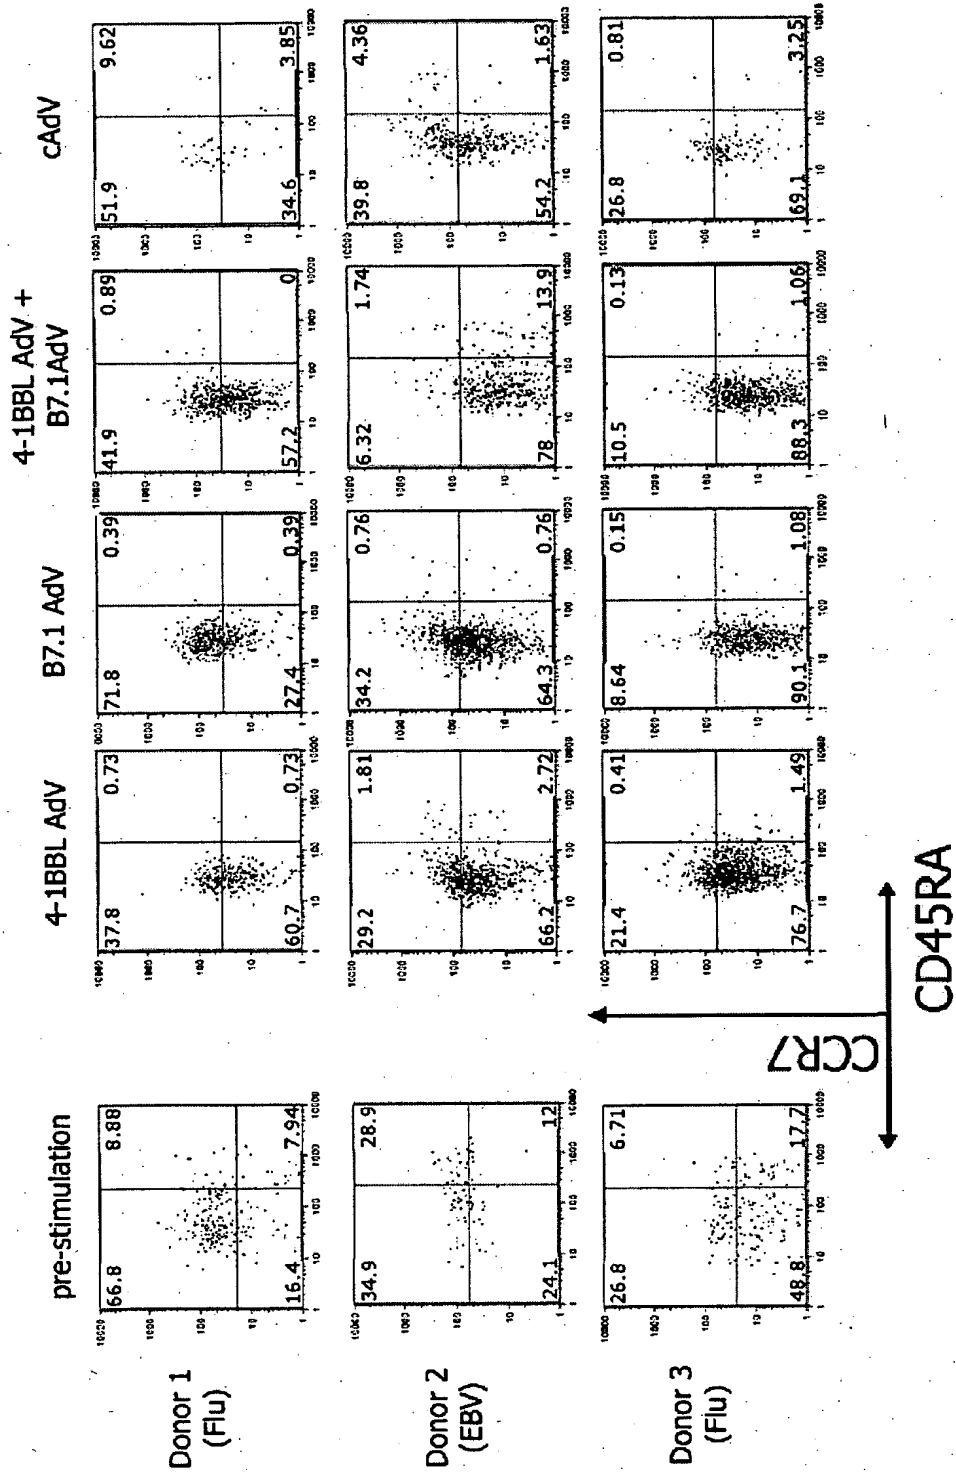 pre-stimulation
4-1BBL AdV
B7.1 AdV
4-1BBL AdV +
B7.1AdV
cAdV
Donor 1
(Flu)
66.8 8.88
16.4 7.94
37.8 0.73
60.7 0.73
71.8 0.39
27.4 0.39
41.9 0.89
57.2 0
51.9 9.62
34.6 3.85
Donor 2
(EBV)
34.9 28.9
24.1 12
29.2 1.81
66.2 2.72
34.2 0.76
64.3 0.76
6.32 1.74
78 13.9
39.8 4.36
54.2 1.63
Donor 3
(Flu)
26.8 6.71
48.8 17.7
21.4 0.41
76.7 1.49
8.64 0.15
90.1 1.08
10.5 0.13
88.3 1.06
26.8 0.81
69.1 3.25
CCR7
CD45RA